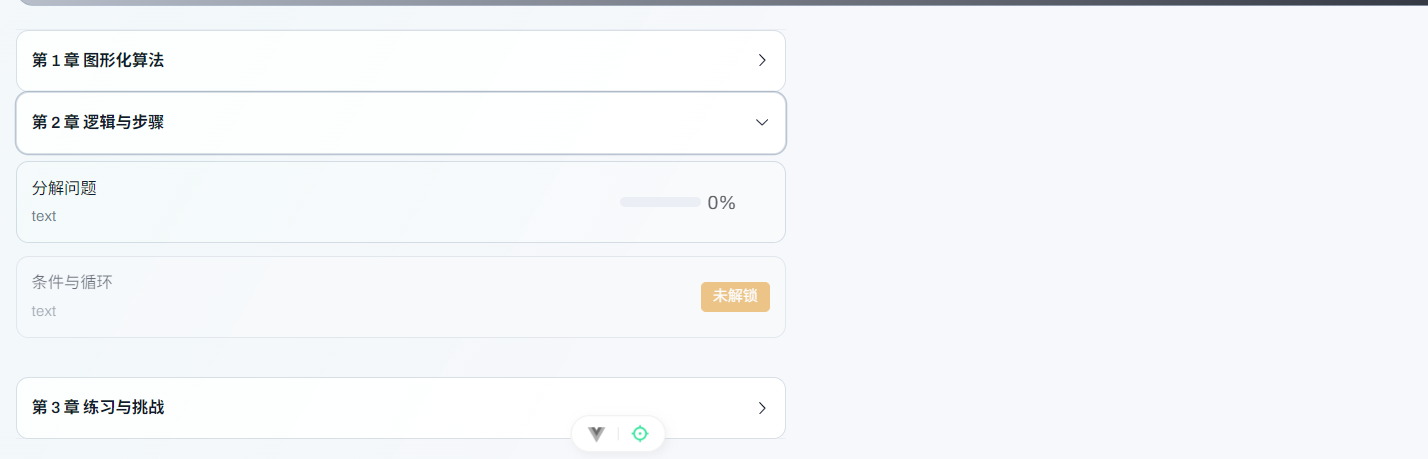 第 1 章 图形化算法
第 2 章 逻辑与步骤
分解问题
text
0%
条件与循环
text
未解锁
第 3 章 练习与挑战